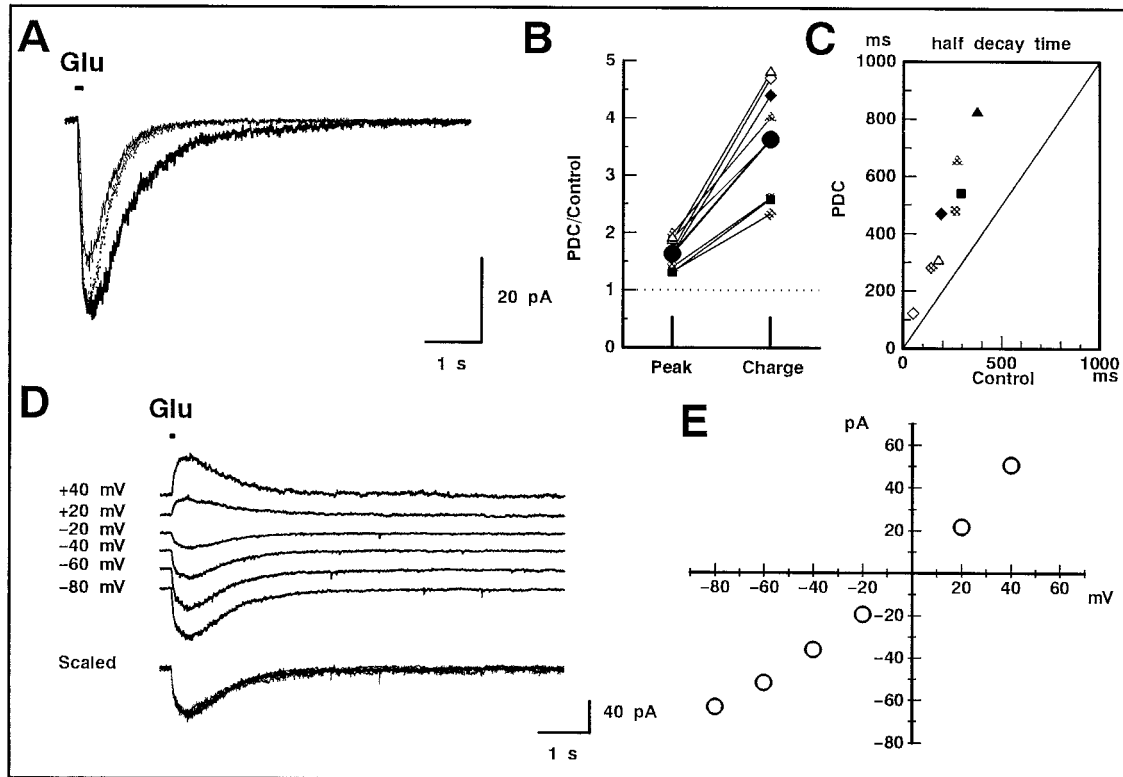 A
Glu
20 pA
1 s
B
PDC/Control
5
4
3
2
1
0
Peak
Charge
C
ms
half decay time
1000
800
600
400
200
0
PDC
0
500
1000
Control
ms
D
Glu
+40 mV
+20 mV
−20 mV
−40 mV
−60 mV
−80 mV
Scaled
40 pA
1 s
E
pA
60
40
20
−80 −60 −40 −20
20 40 60
mV
−20
−40
−60
−80